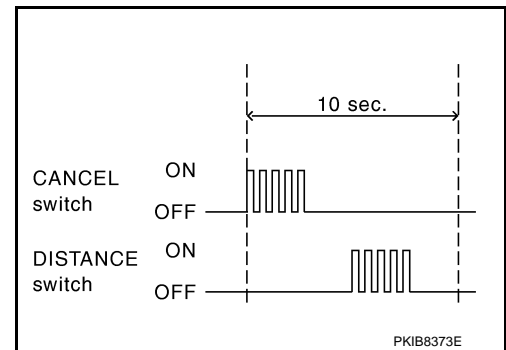 10 sec.
CANCEL
switch
ON
OFF
DISTANCE
switch
ON
OFF
PKIB8373E